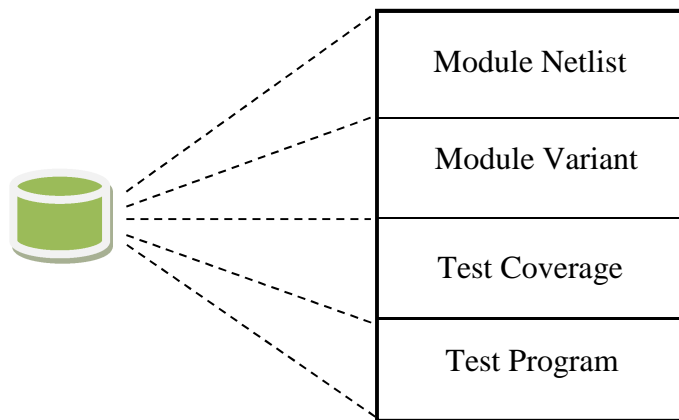 Module Netlist
Module Variant
Test Coverage
Test Program